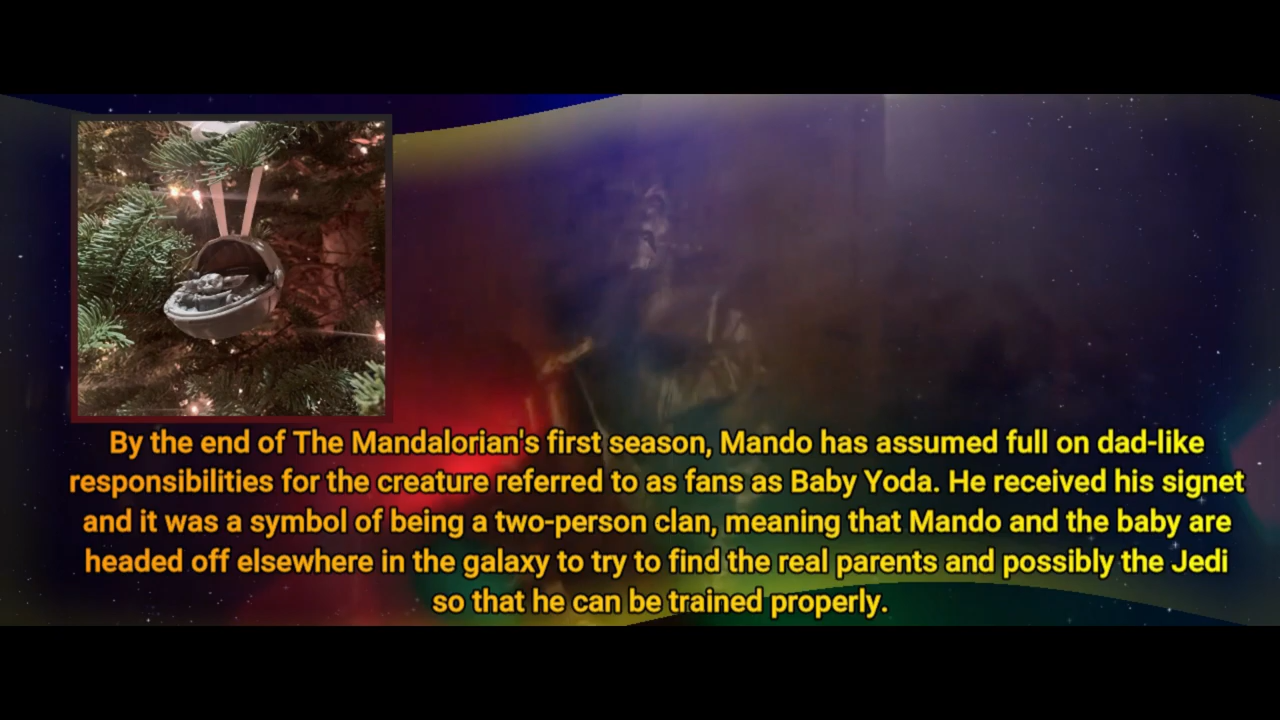 By the end of The Mandalorian's first season, Mando has assumed full on dad-like
responsibilities for the creature referred to as fans as Baby Yoda. He received his signet
and it was a symbol of being a two-person clan, meaning that Mando and the baby are
headed off elsewhere in the galaxy to try to find the real parents and possibly the Jedi
so that he can be trained properly.